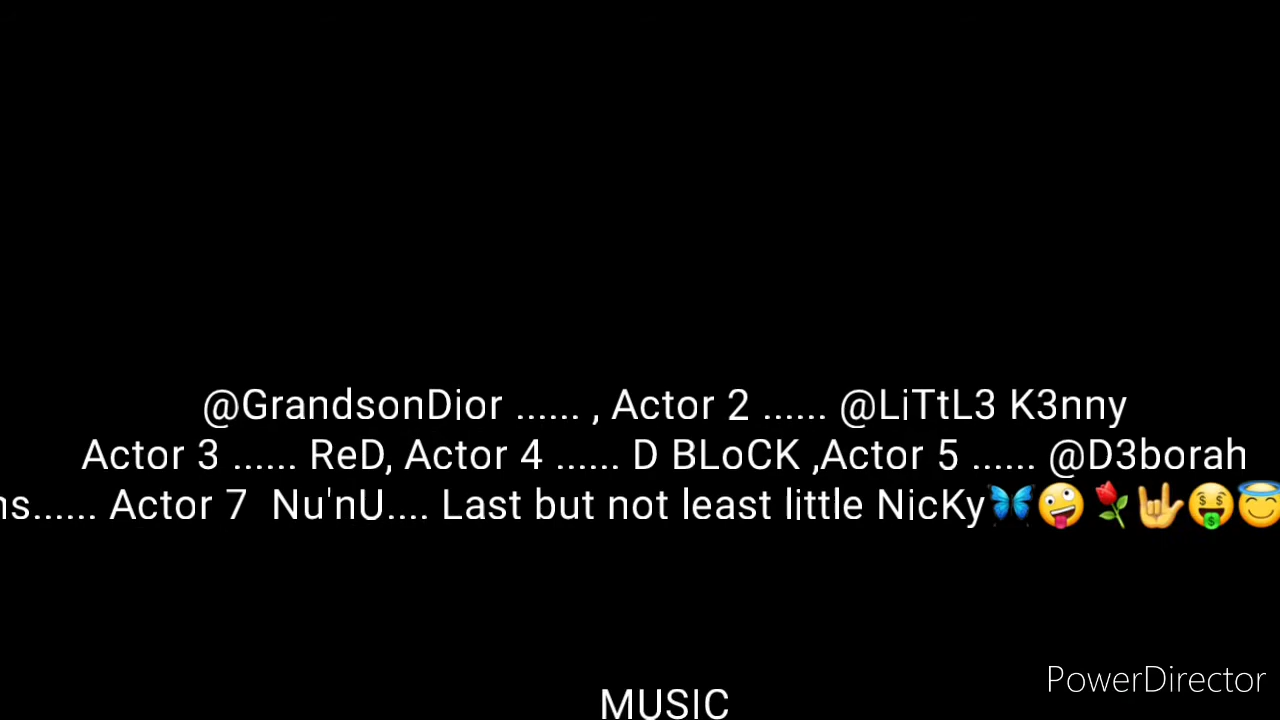 @GrandsonDior ...... , Actor 2 ...... @LiTtL3 K3nny
Actor 3 ...... ReD, Actor 4 ...... D BLoCK ,Actor 5 ...... @D3borah
ns...... Actor 7  Nu'nU.... Last but not least little NicKy🦋🤪🌹🤟🤑😇
PowerDirector
MUSIC